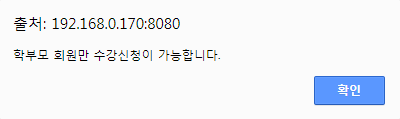 출처: 192.168.0.170:8080
학부모 회원만 수강신청이 가능합니다.
확인